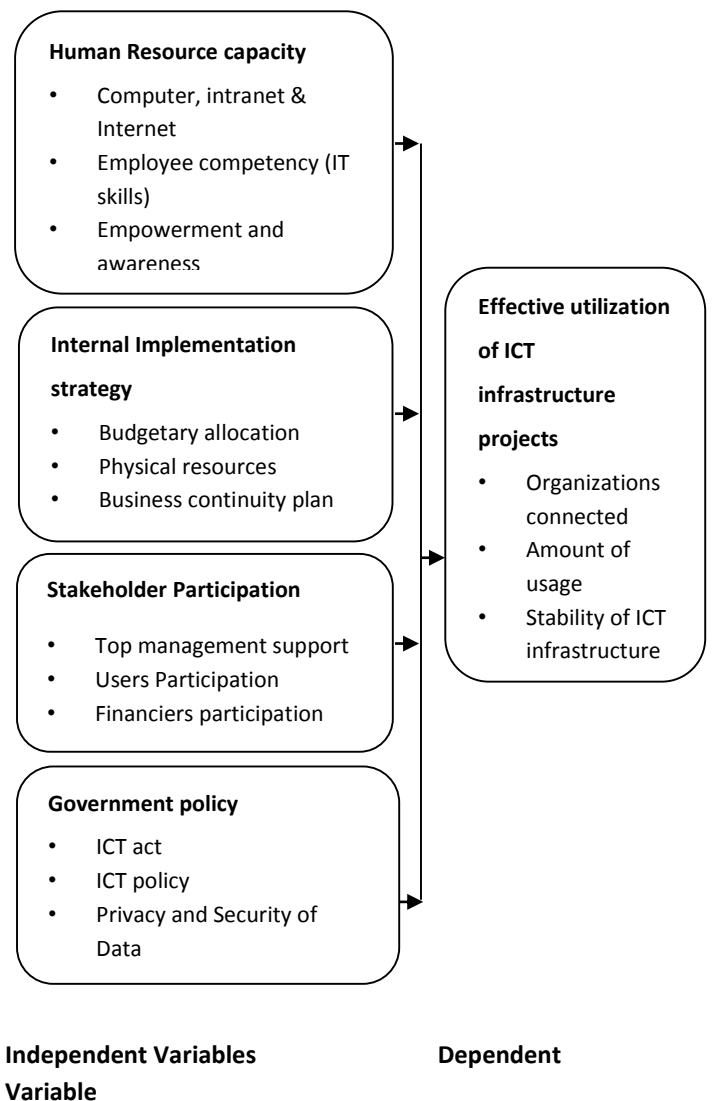 Human Resource capacity
• Computer, intranet &
Internet
• Employee competency (IT
skills)
• Empowerment and
awareness
Internal Implementation
strategy
• Budgetary allocation
• Physical resources
• Business continuity plan
Stakeholder Participation
• Top management support
• Users Participation
• Financiers participation
Government policy
• ICT act
• ICT policy
• Privacy and Security of
Data
Effective utilization
of ICT
infrastructure
projects
• Organizations
connected
• Amount of
usage
• Stability of ICT
infrastructure
Independent Variables Dependent
Variable